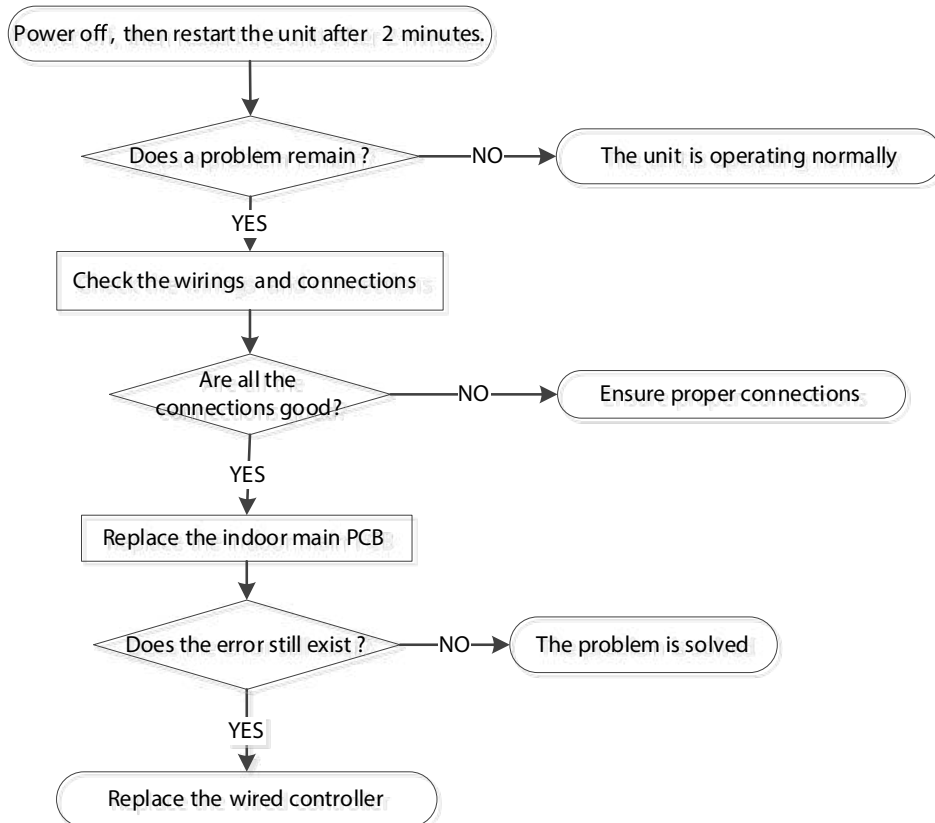 Power off, then restart the unit after 2 minutes.
Does a problem remain ?
NO
The unit is operating normally
YES
Check the wirings and connections
Are all the
connections good?
NO
Ensure proper connections
YES
Replace the indoor main PCB
Does the error still exist ?
NO
The problem is solved
YES
Replace the wired controller